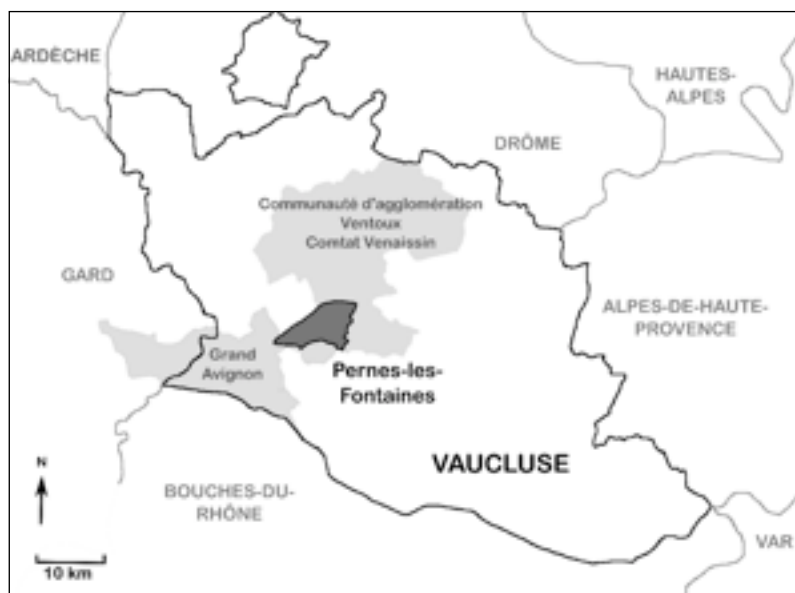 ARDÈCHE
HAUTES-
ALPES
DRÔME
Communauté d'agglomération
Ventoux
Comtat Venaissin
GARD
ALPES-DE-HAUTE-
PROVENCE
Grand
Avignon
Pernes-les-
Fontaines
VAUCLUSE
N
BOUCHES-DU-
RHÔNE
VAR
10 km